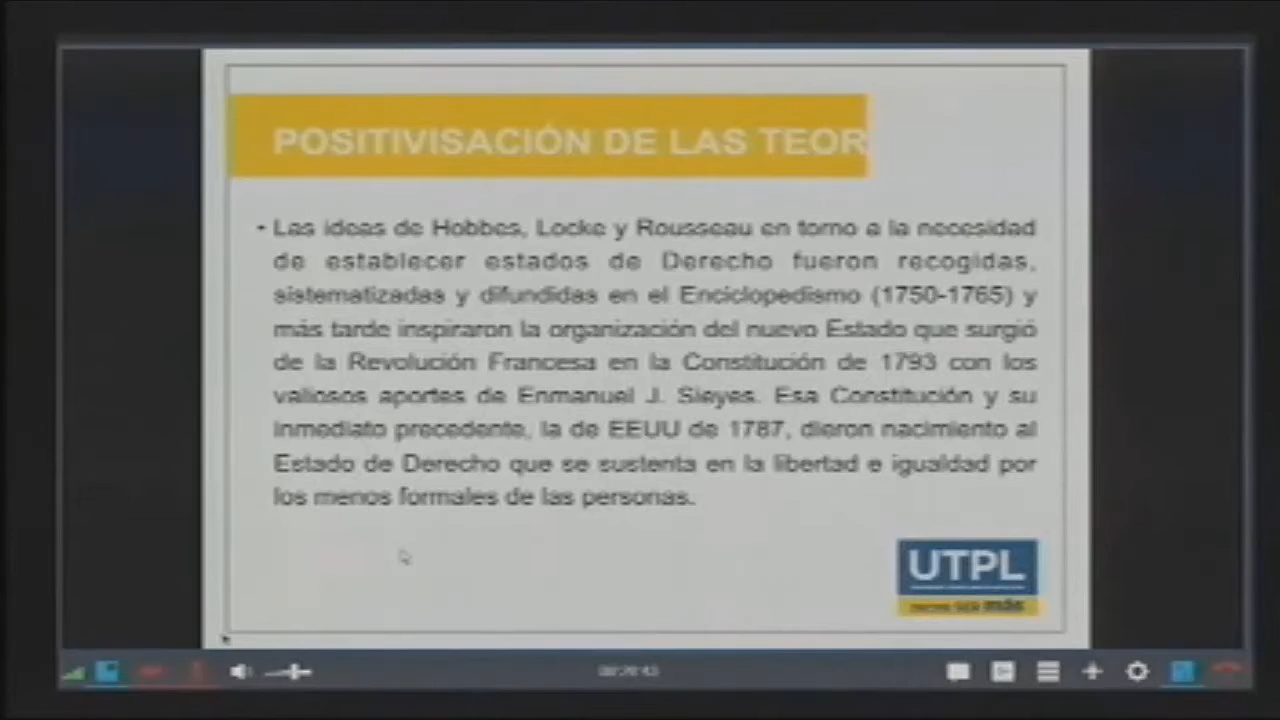 POSITIVISACIÓN DE LAS TEOR
• Las ideas de Hobbes, Locke y Rousseau en torno a la necesidad
de establecer estados de Derecho fueron recogidas,
sistematizadas y difundidas en el Enciclopedismo (1750-1765) y
más tarde inspiraron la organización del nuevo Estado que surgió
de la Revolución Francesa en la Constitución de 1793 con los
valiosos aportes de Enmanuel J. Sieyes. Esa Constitución y su
inmediato precedente, la de EEUU de 1787, dieron nacimiento al
Estado de Derecho que se sustenta en la libertad e igualdad por
los menos formales de las personas.
UTPL
más